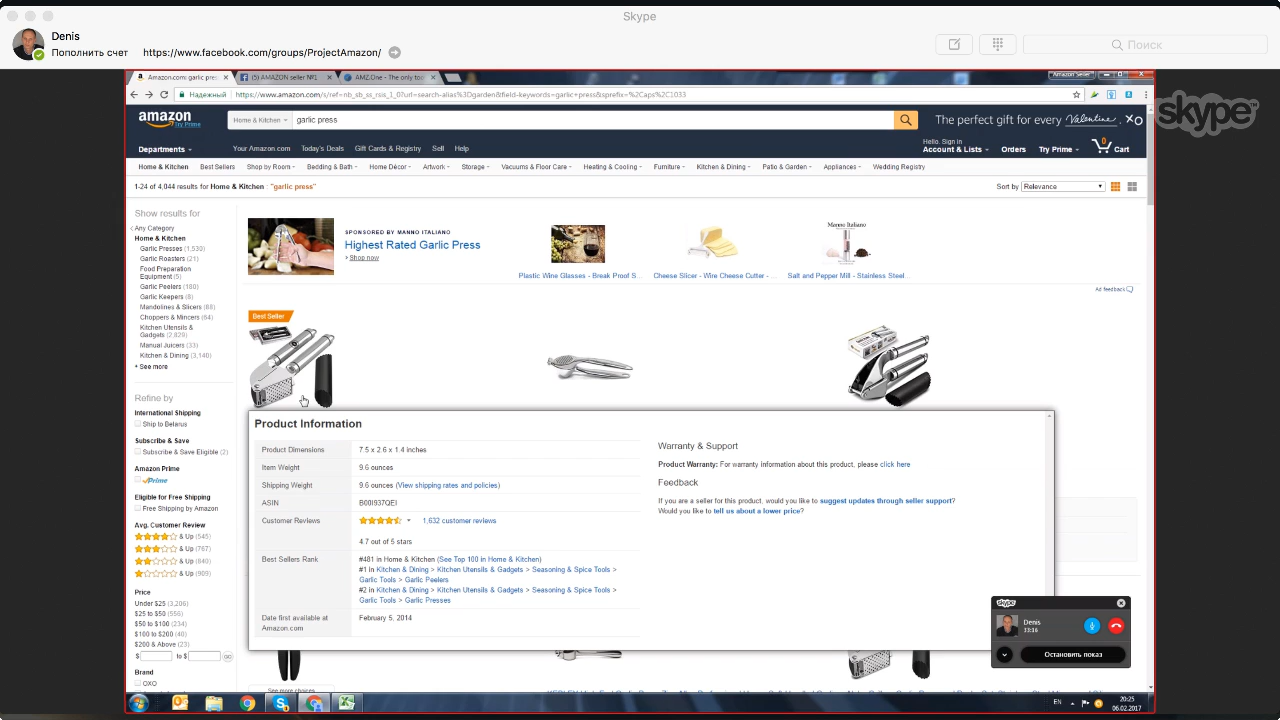 Skype
Denis
Пополнить счет https://www.facebook.com/groups/ProjectAmazon/
Поиск
Amazon.com: garlic pres
(5) AMAZON seller №1
AMZ.One - The only too
Amazon Seller
Надежный https://www.amazon.com/s/ref=nb_sb_ss_rsis_1_0?url=search-alias%3Dgarden&field-keywords=garlic+press&sprefix=%2Caps%2C1033
skype™
amazon
Try Prime
Home & Kitchen
garlic press
The perfect gift for every Valentine. XO
Departments
Your Amazon.com Today's Deals Gift Cards & Registry Sell Help
Hello. Sign in
Account & Lists Orders Try Prime 0 Cart
Home & Kitchen Best Sellers Shop by Room Bedding & Bath Home Décor Artwork Storage Vacuums & Floor Care Heating & Cooling Furniture Kitchen & Dining Patio & Garden Appliances Wedding Registry
1-24 of 4,044 results for Home & Kitchen : "garlic press"
Sort by Relevance
Show results for
Any Category
Home & Kitchen
Garlic Presses (1,530)
Garlic Roasters (21)
Food Preparation
Equipment (5)
Garlic Peelers (180)
Garlic Keepers (8)
Mandolines & Slicers (88)
Choppers & Mincers (64)
Kitchen Utensils &
Gadgets (2,829)
Manual Juicers (33)
Kitchen & Dining (3,140)
See more
Refine by
International Shipping
Ship to Belarus
Subscribe & Save
Subscribe & Save Eligible (2)
Amazon Prime
Prime
Eligible for Free Shipping
Free Shipping by Amazon
Avg. Customer Review
& Up (545)
& Up (767)
& Up (840)
& Up (909)
Price
Under $25 (3,206)
$25 to $50 (556)
$50 to $100 (234)
$100 to $200 (40)
$200 & Above (23)
$ to $ GO
Brand
OXO
SPONSORED BY MANNO ITALIANO
Highest Rated Garlic Press
Shop now
Manno Italiano
Plastic Wine Glasses - Break Proof S...
Cheese Slicer - Wire Cheese Cutter - ...
Salt and Pepper Mill - Stainless Steel...
Ad feedback
Best Seller
Product Information
Product Dimensions 7.5 x 2.6 x 1.4 inches
Item Weight 9.6 ounces
Shipping Weight 9.6 ounces (View shipping rates and policies)
ASIN B00I937QEI
Customer Reviews 1,632 customer reviews
4.7 out of 5 stars
Best Sellers Rank #481 in Home & Kitchen (See Top 100 in Home & Kitchen)
#1 in Kitchen & Dining > Kitchen Utensils & Gadgets > Seasoning & Spice Tools >
Garlic Tools > Garlic Peelers
#2 in Kitchen & Dining > Kitchen Utensils & Gadgets > Seasoning & Spice Tools >
Garlic Tools > Garlic Presses
Date first available at
Amazon.com
February 5, 2014
Warranty & Support
Product Warranty: For warranty information about this product, please click here
Feedback
If you are a seller for this product, would you like to suggest updates through seller support?
Would you like to tell us about a lower price?
See more choices
skype
Denis
33:16
Остановить показ
EN
20:25
06.02.2017